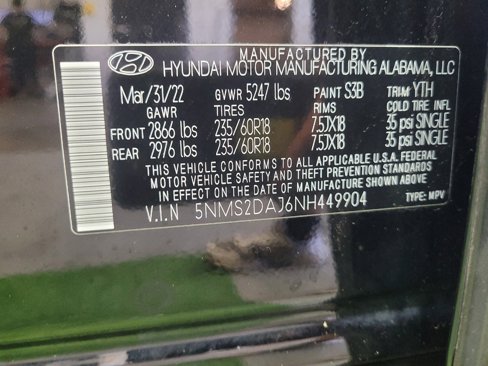 MANUFACTURED BY
HYUNDAI MOTOR MANUFACTURING ALABAMA, LLC
Mar/31/22 GVWR 5247 lbs PAINT S3B TRIM YTH
GAWR TIRES RIMS COLD TIRE INFL
FRONT 2866 lbs 235/60R18 7.5JX18 35 psi SINGLE
REAR 2976 lbs 235/60R18 7.5JX18 35 psi SINGLE
THIS VEHICLE CONFORMS TO ALL APPLICABLE U.S.A. FEDERAL
MOTOR VEHICLE SAFETY AND THEFT PREVENTION STANDARDS
IN EFFECT ON THE DATE OF MANUFACTURE SHOWN ABOVE.
V.I.N 5NMS2DAJ6NH449904 TYPE: MPV